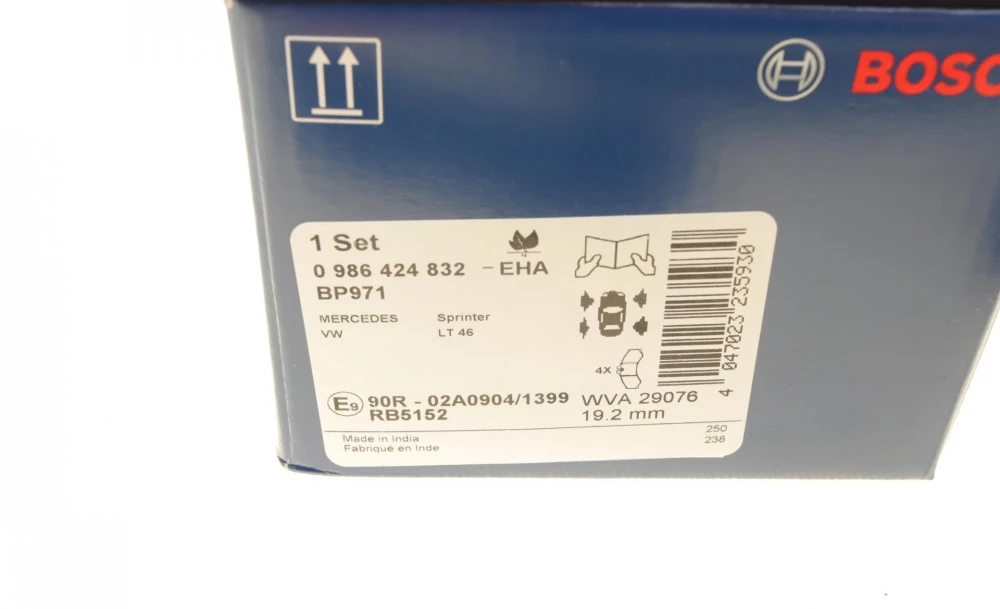 BOSC
1 Set
0 986 424 832 - EHA
BP971
MERCEDES Sprinter
VW LT 46
4X
4 047023 235930
E9 90R - 02A0904/1399 WVA 29076
RB5152 19.2 mm
250
238
Made in India
Fabriqué en Inde